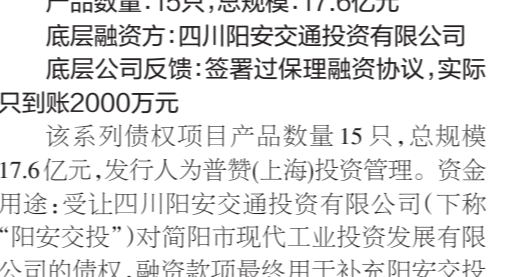 产品数量:15只,总规模:17.6亿元
底层融资方:四川阳安交通投资有限公司
底层公司反馈:签署过保理融资协议,实际
只到账2000万元
该系列债权项目产品数量15只,总规模
17.6亿元,发行人为普赞(上海)投资管理。资金
用途:受让四川阳安交通投资有限公司(下称
“阳安交投”)对简阳市现代工业投资发展有限
公司的债权,融资款项最终用于补充阳安交投